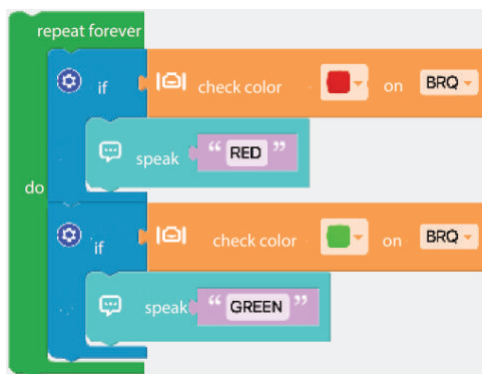 repeat forever
if check color on BRQ
speak “ RED ”
do
if check color on BRQ
speak “ GREEN ”